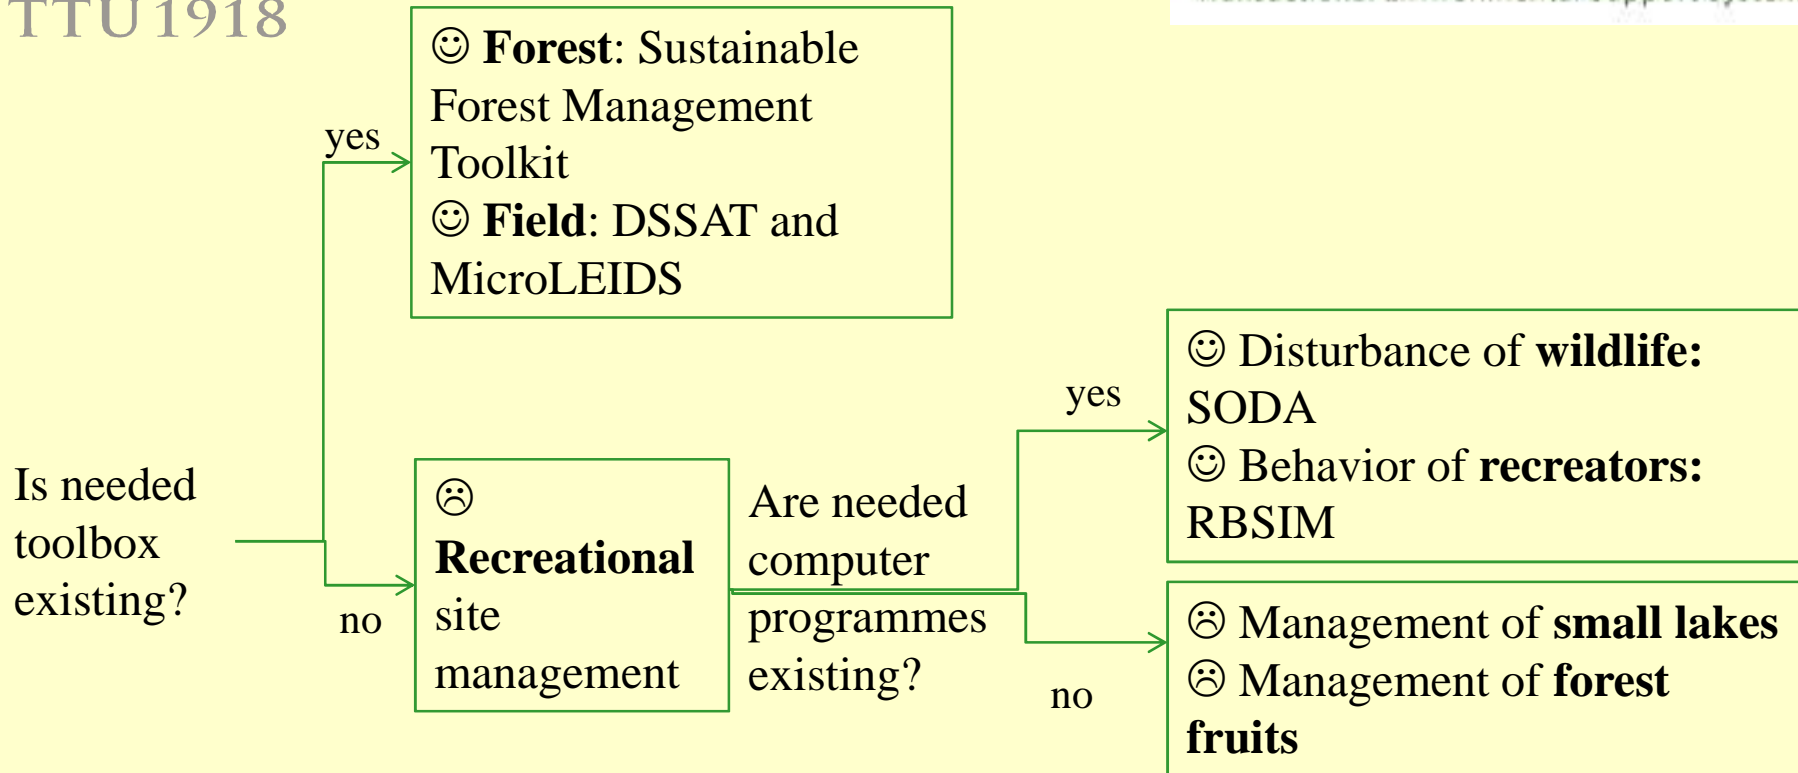 TTU1918
☺ Forest: Sustainable
Forest Management
Toolkit
☺ Field: DSSAT and
MicroLEIDS
yes
Is needed
toolbox
existing?
no
☹
Recreational
site
management
Are needed
computer
programmes
existing?
yes
☺ Disturbance of wildlife:
SODA
☺ Behavior of recreators:
RBSIM
no
☹ Management of small lakes
☹ Management of forest
fruits